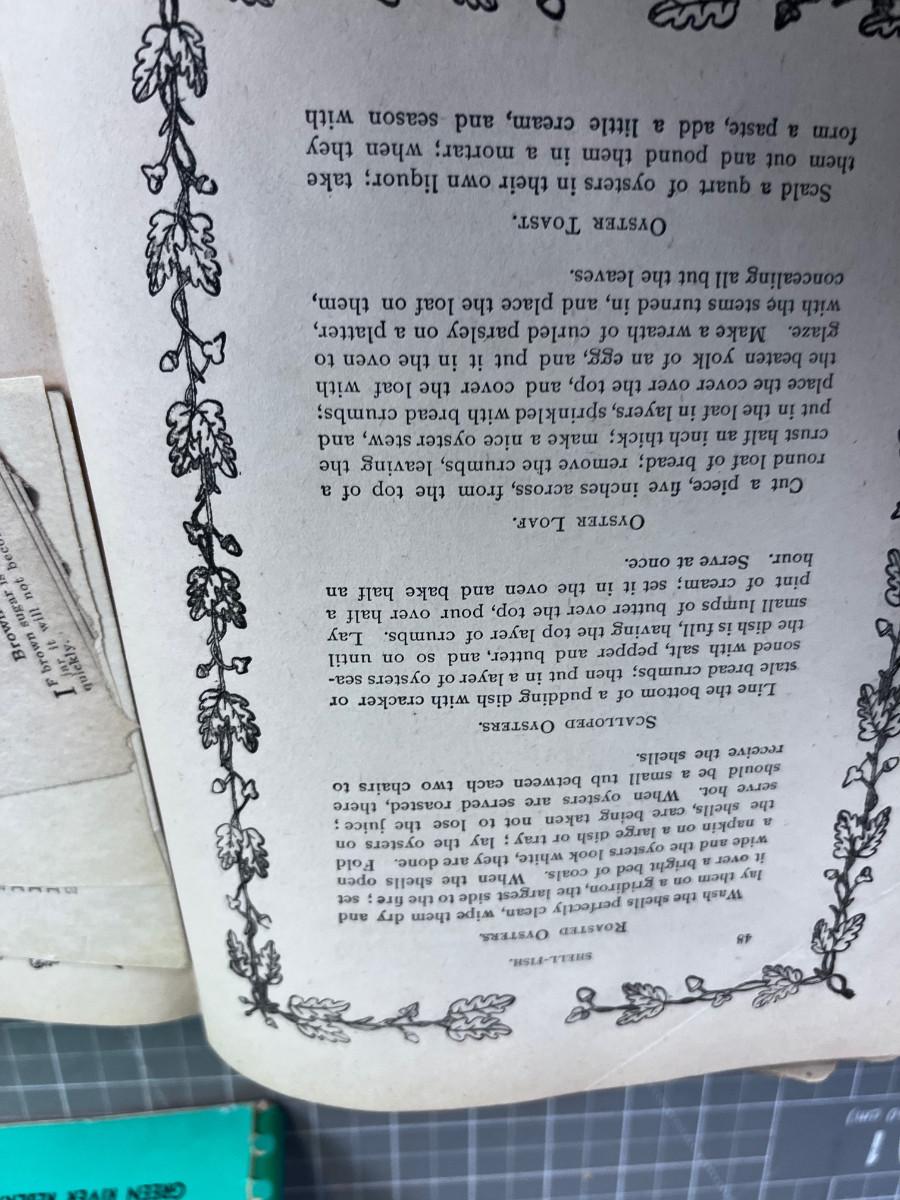 48
SHELL-FISH.
ROASTED OYSTERS.
Wash the shells perfectly clean, wipe them dry and
lay them on a gridiron, the largest side to the fire; set
it over a bright bed of coals. When the shells open
wide and the oysters look white, they are done. Fold
a napkin on a large dish or tray; lay the oysters on
the shells, care being taken not to lose the juice;
serve hot. When oysters are served roasted, there
should be a small tub between each two chairs to
receive the shells.
SCALLOPED OYSTERS.
Line the bottom of a pudding dish with cracker or
stale bread crumbs; then put in a layer of oysters sea-
soned with salt, pepper and butter, and so on until
the dish is full, having the top layer of crumbs. Lay
small lumps of butter over the top, pour over half a
pint of cream; set it in the oven and bake half an
hour. Serve at once.
OYSTER LOAF.
Cut a piece, five inches across, from the top of a
round loaf of bread; remove the crumbs, leaving the
crust half an inch thick; make a nice oyster stew, and
put in the loaf in layers, sprinkled with bread crumbs;
place the cover over the top, and cover the loaf with
the beaten yolk of an egg, and put it in the oven to
glaze. Make a wreath of curled parsley on a platter,
with the stems turned in, and place the loaf on them,
concealing all but the leaves.
OYSTER TOAST.
Scald a quart of oysters in their own liquor; take
them out and pound them in a mortar; when they
form a paste, add a little cream, and season with
Brown
IF brown sugar is
jar it will not
quickly.
GREEN RIVER